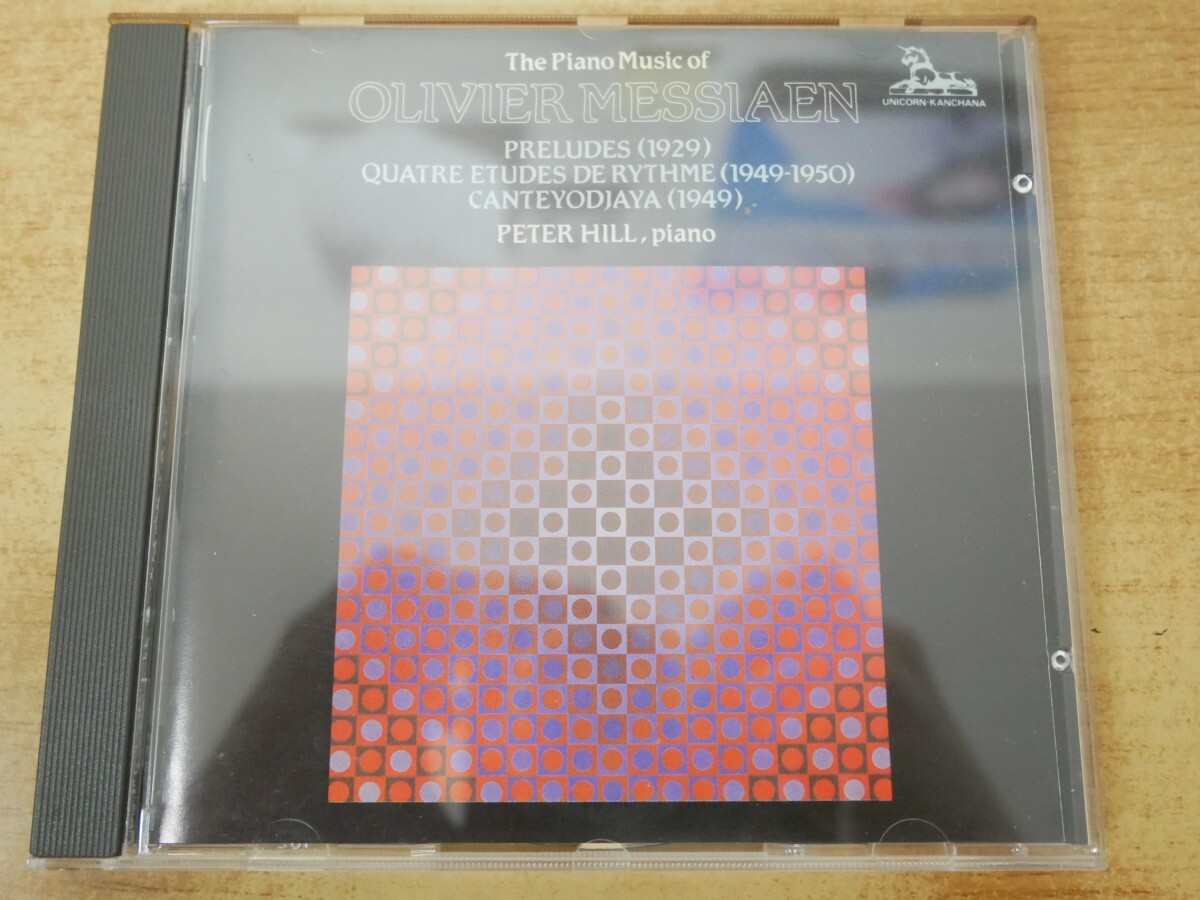 The Piano Music of
OLIVIER MESSIAEN
PRELUDES (1929)
QUATRE ETUDES DE RYTHME (1949-1950)
CANTEYODJAYA (1949)
PETER HILL, piano
UNICORN-KANCHANA